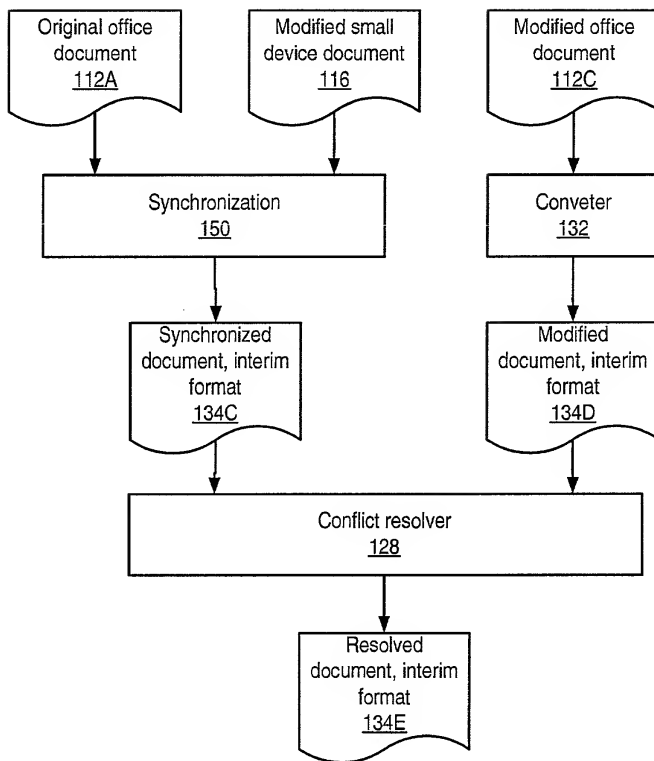 Original office
document
112A
Modified small
device document
116
Modified office
document
112C
Synchronization
150
Conveter
132
Synchronized
document, interim
format
134C
Modified
document, interim
format
134D
Conflict resolver
128
Resolved
document, interim
format
134E